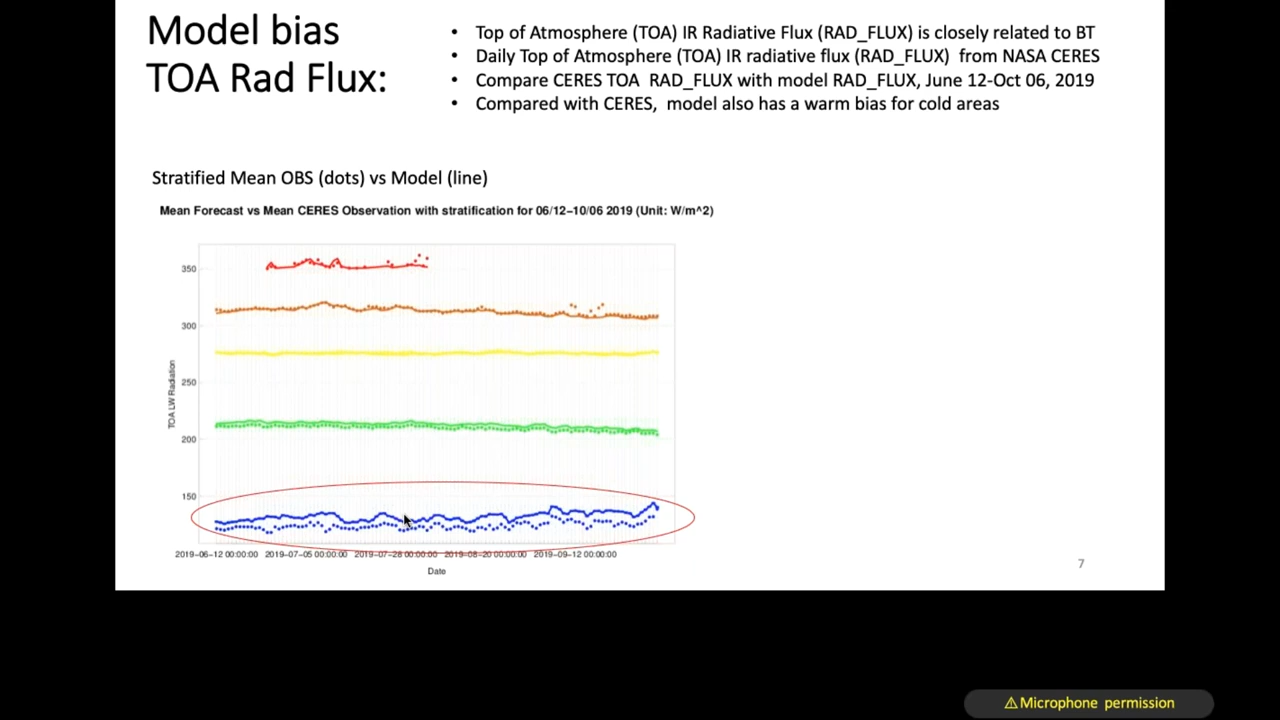 Model bias
TOA Rad Flux:
• Top of Atmosphere (TOA) IR Radiative Flux (RAD_FLUX) is closely related to BT
• Daily Top of Atmosphere (TOA) IR radiative flux (RAD_FLUX) from NASA CERES
• Compare CERES TOA RAD_FLUX with model RAD_FLUX, June 12-Oct 06, 2019
• Compared with CERES, model also has a warm bias for cold areas
Stratified Mean OBS (dots) vs Model (line)
Mean Forecast vs Mean CERES Observation with stratification for 06/12–10/06 2019 (Unit: W/m^2)
350
300
250
200
150
TOA LW Radiation
2019–06–12 00:00:00 2019–07–05 00:00:00 2019–07–28 00:00:00 2019–08–20 00:00:00 2019–09–12 00:00:00
Date
7
⚠Microphone permission